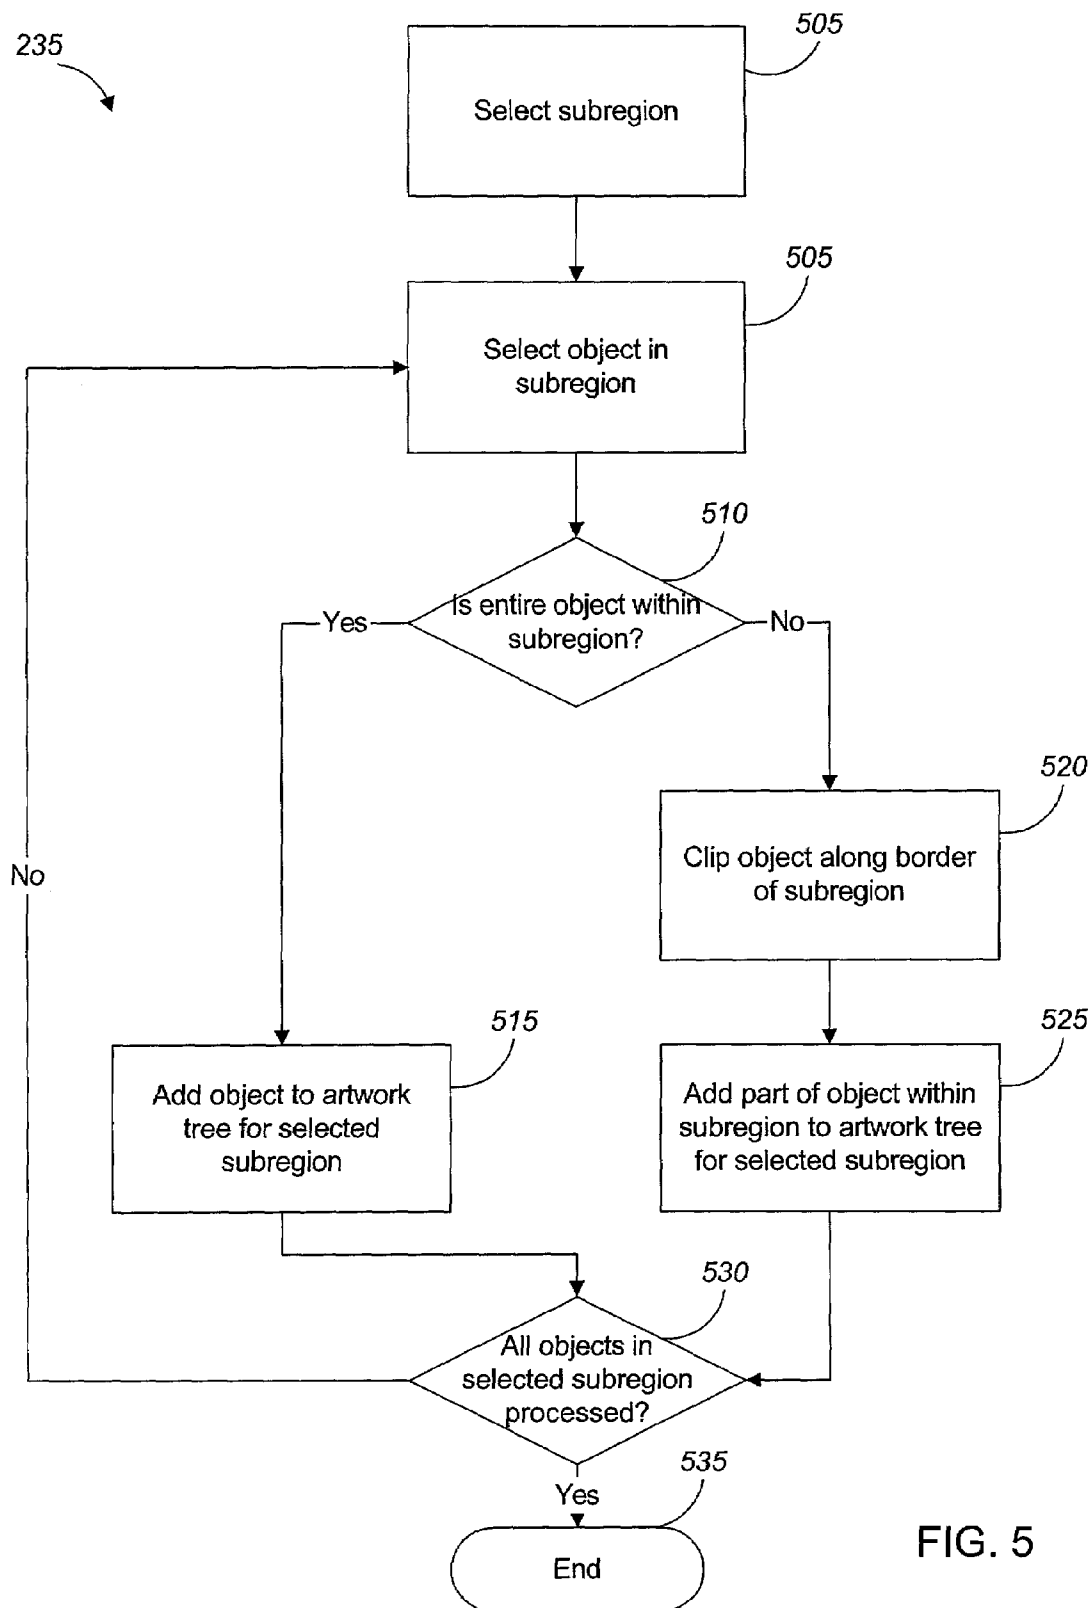 235
505
Select subregion
505
Select object in
subregion
510
Is entire object within
subregion?
Yes
No
520
Clip object along border
of subregion
No
515
Add object to artwork
tree for selected
subregion
525
Add part of object within
subregion to artwork tree
for selected subregion
530
All objects in
selected subregion
processed?
Yes
535
End
FIG. 5